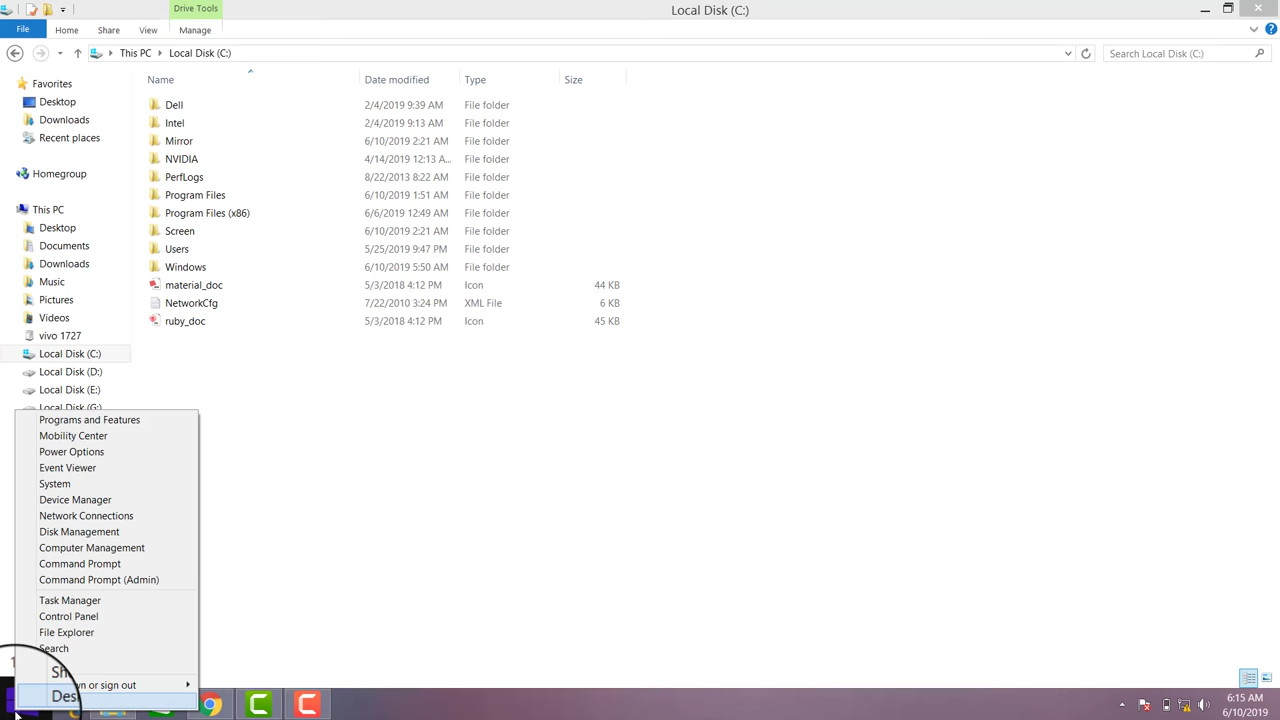 Drive Tools
Local Disk (C:)
File
Home
Share
View
Manage
This PC
Local Disk (C:)
Search Local Disk (C:)
Name
Date modified
Type
Size
Favorites
Desktop
Downloads
Recent places
Homegroup
This PC
Desktop
Documents
Downloads
Music
Pictures
Videos
vivo 1727
Local Disk (C:)
Local Disk (D:)
Local Disk (E:)
Local Disk (G:)
Dell 2/4/2019 9:39 AM File folder
Intel 2/4/2019 9:13 AM File folder
Mirror 6/10/2019 2:21 AM File folder
NVIDIA 4/14/2019 12:13 A... File folder
PerfLogs 8/22/2013 8:22 AM File folder
Program Files 6/10/2019 1:51 AM File folder
Program Files (x86) 6/6/2019 12:49 AM File folder
Screen 6/10/2019 2:21 AM File folder
Users 5/25/2019 9:47 PM File folder
Windows 6/10/2019 5:50 AM File folder
material_doc 5/3/2018 4:12 PM Icon 44 KB
NetworkCfg 7/22/2010 3:24 PM XML File 6 KB
ruby_doc 5/3/2018 4:12 PM Icon 45 KB
Programs and Features
Mobility Center
Power Options
Event Viewer
System
Device Manager
Network Connections
Disk Management
Computer Management
Command Prompt
Command Prompt (Admin)
Task Manager
Control Panel
File Explorer
Search
or sign out
6:15 AM
6/10/2019